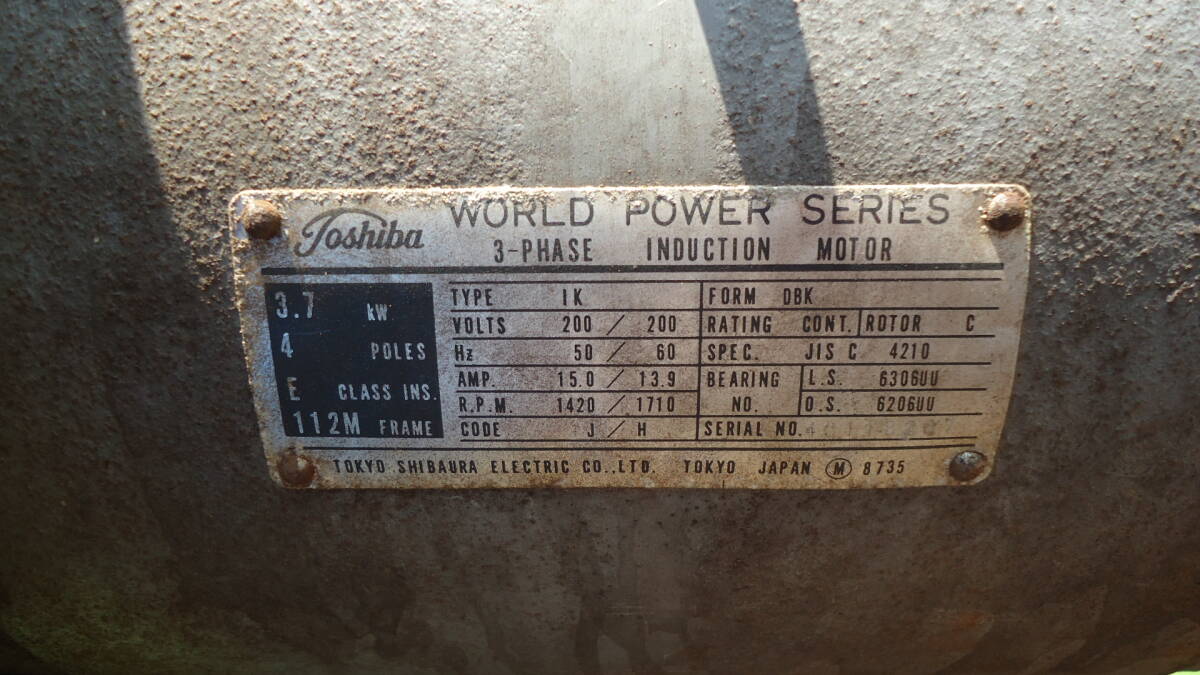 Toshiba WORLD POWER SERIES
3-PHASE INDUCTION MOTOR
3.7 kW
4 POLES
E CLASS INS.
112M FRAME
TYPE IK
VOLTS 200 / 200
Hz 50 / 60
AMP. 15.0 / 13.9
R.P.M. 1420 / 1710
CODE J / H
FORM DBK
RATING CONT. ROTOR C
SPEC. JIS C 4210
BEARING NO. L.S. 6306UU
O.S. 6206UU
SERIAL NO.
TOKYO SHIBAURA ELECTRIC CO.,LTD. TOKYO JAPAN Ⓜ 8735